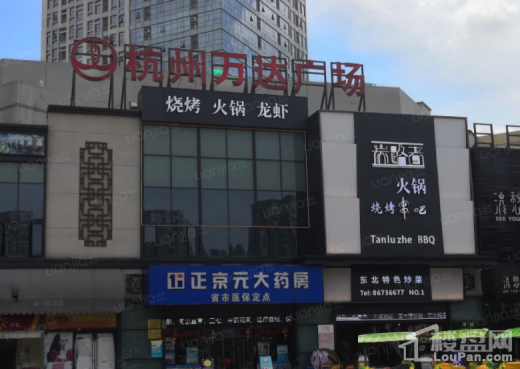 杭州万达广场
烧烤 火锅 龙虾
火锅
烧烤 串吧
Tanluzhe BBQ
正京元大药房
省市医保定点
东北特色炒菜
Tel: 86736677 NO.1
楼盘网
LouPan.com